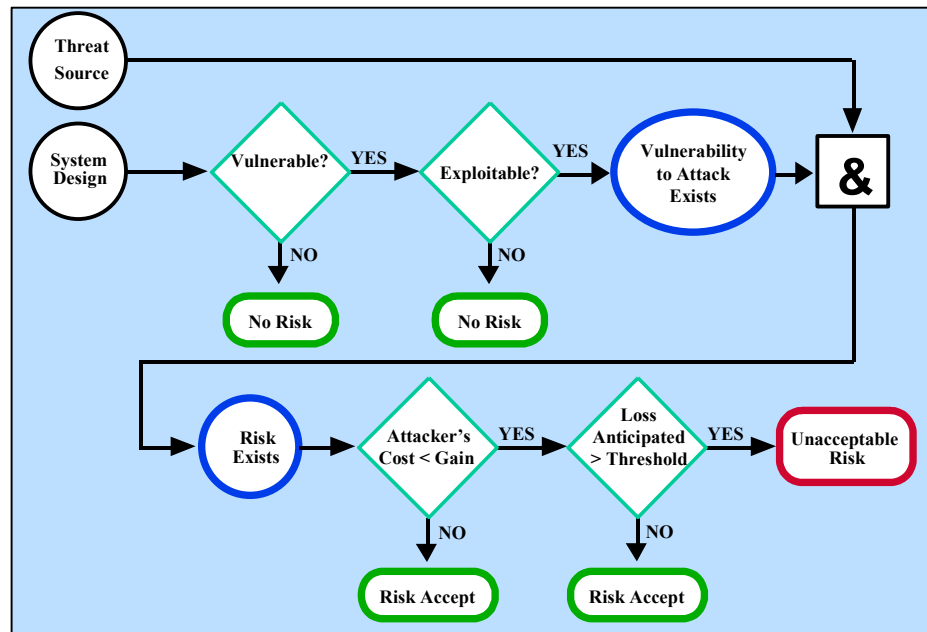 Threat
Source
System
Design
Vulnerable?
YES
NO
No Risk
Exploitable?
YES
NO
No Risk
Vulnerability
to Attack
Exists
&
Risk
Exists
Attacker's
Cost < Gain
YES
NO
Risk Accept
Loss
Anticipated
> Threshold
YES
NO
Risk Accept
Unacceptable
Risk